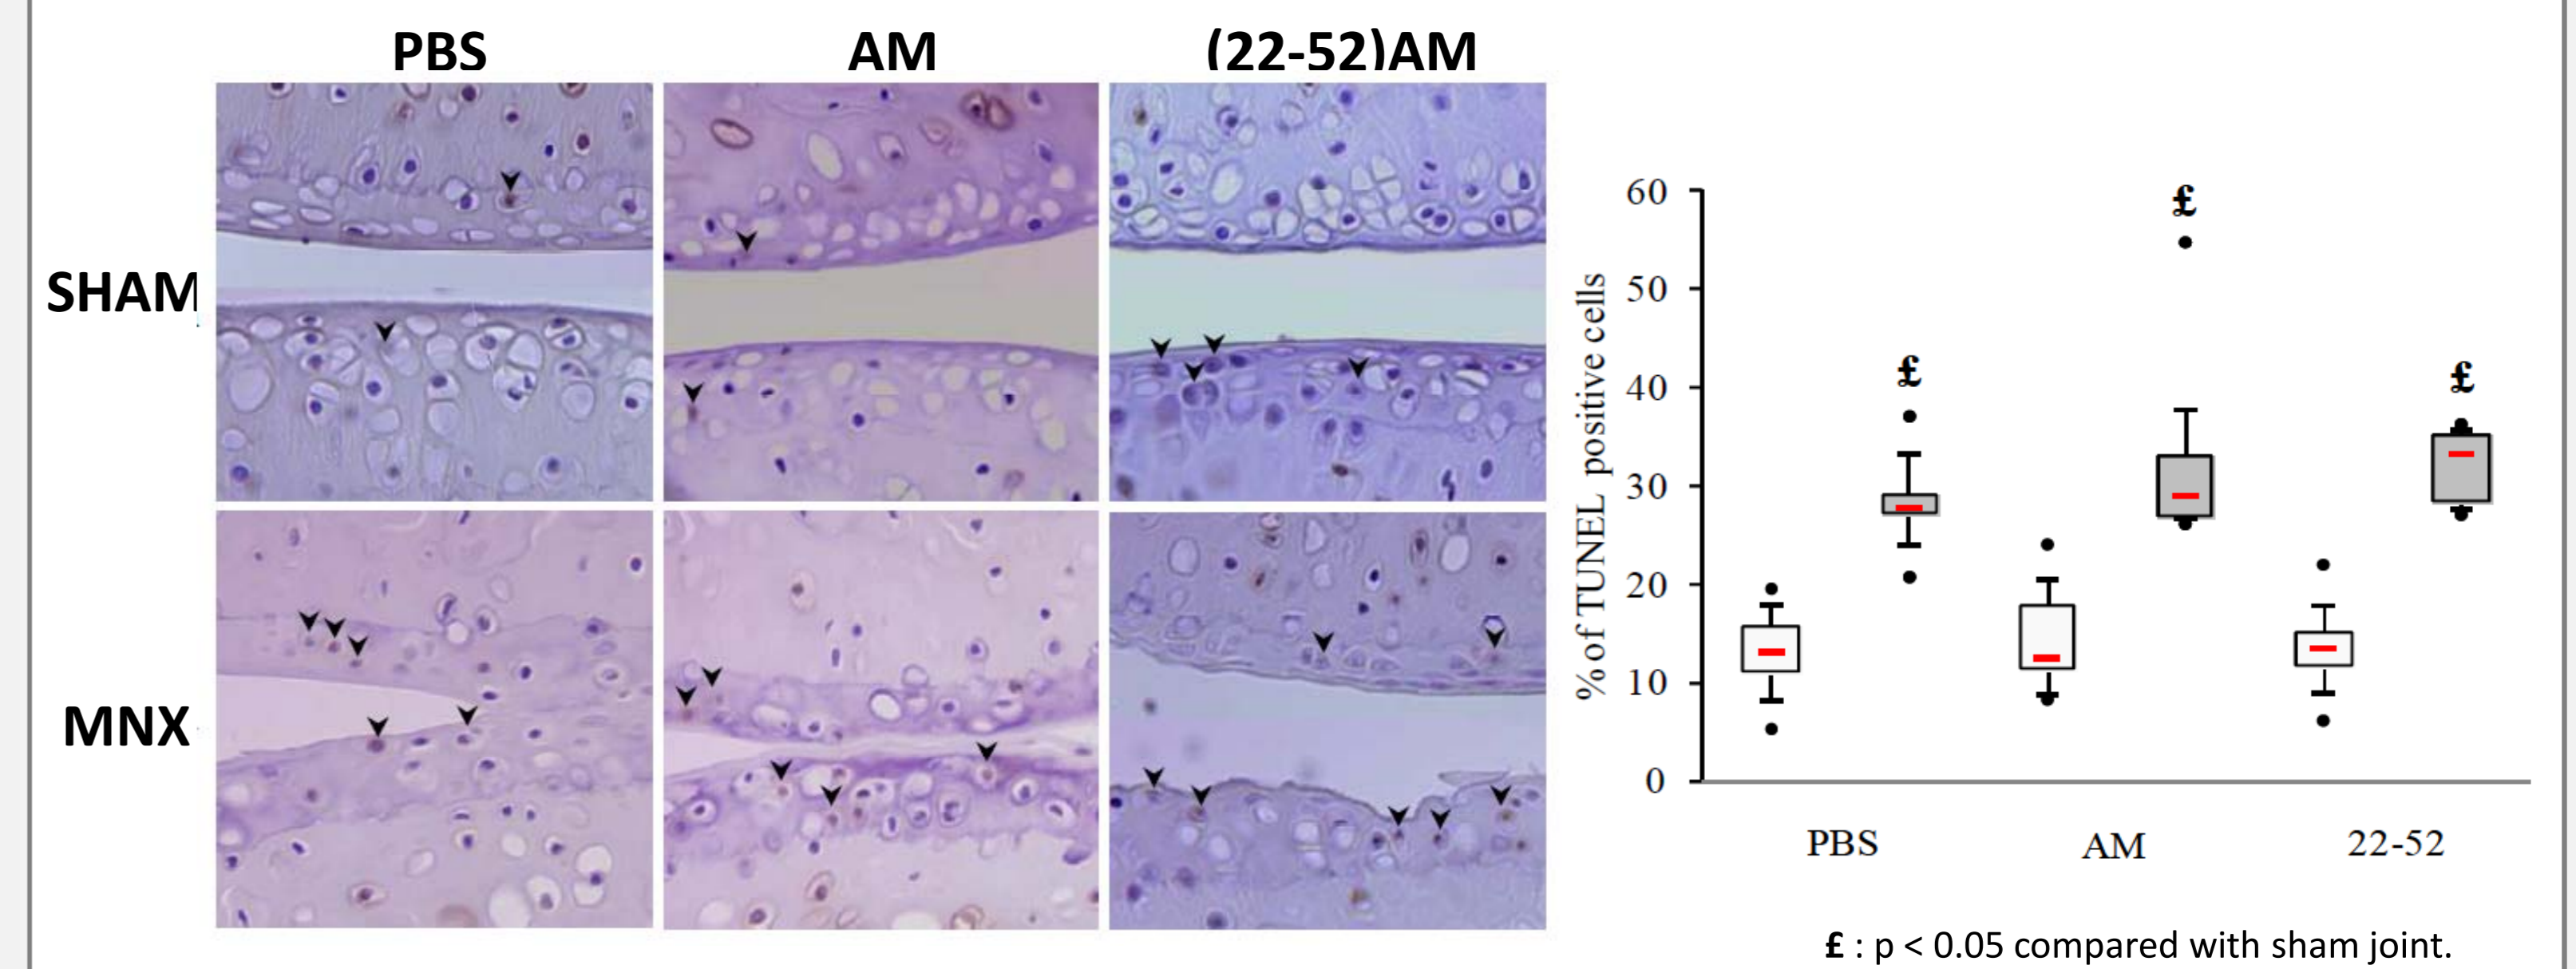 PBS AM (22-52)AM
SHAM
MNX
% of TUNEL positive cells
60
50
40
30
20
10
0
£
£
£
PBS AM 22-52
£ : p < 0.05 compared with sham joint.